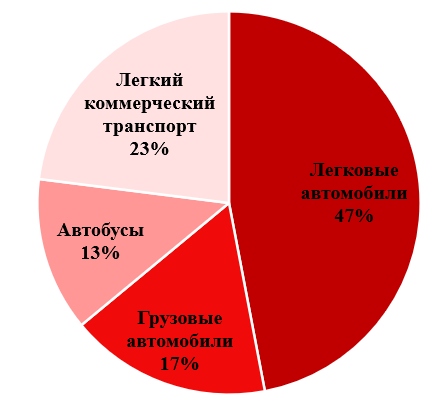 Легкий
коммерческий
транспорт
23%
Легковые
автомобили
47%
Автобусы
13%
Грузовые
автомобили
17%